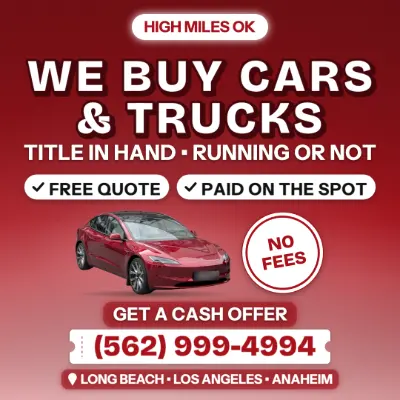 HIGH MILES OK
WE BUY CARS
& TRUCKS
TITLE IN HAND ▪ RUNNING OR NOT
✓ FREE QUOTE ✓ PAID ON THE SPOT
NO
FEES
GET A CASH OFFER
(562) 999-4994
LONG BEACH ▪ LOS ANGELES ▪ ANAHEIM